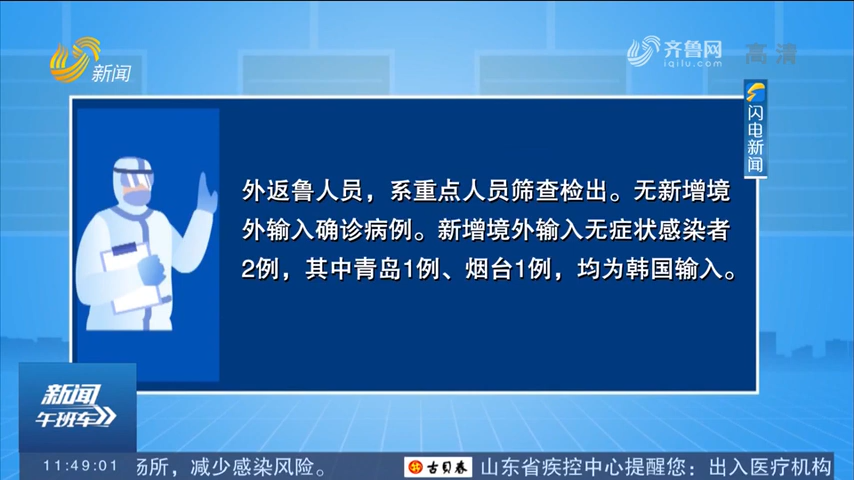 新闻
齐鲁网
iqilu.com
高清
闪电新闻
外返鲁人员，系重点人员筛查检出。无新增境
外输入确诊病例。新增境外输入无症状感染者
2例，其中青岛1例、烟台1例，均为韩国输入。
新闻
午班车
11:49:01
场所，减少感染风险。
古贝春
山东省疾控中心提醒您：出入医疗机构